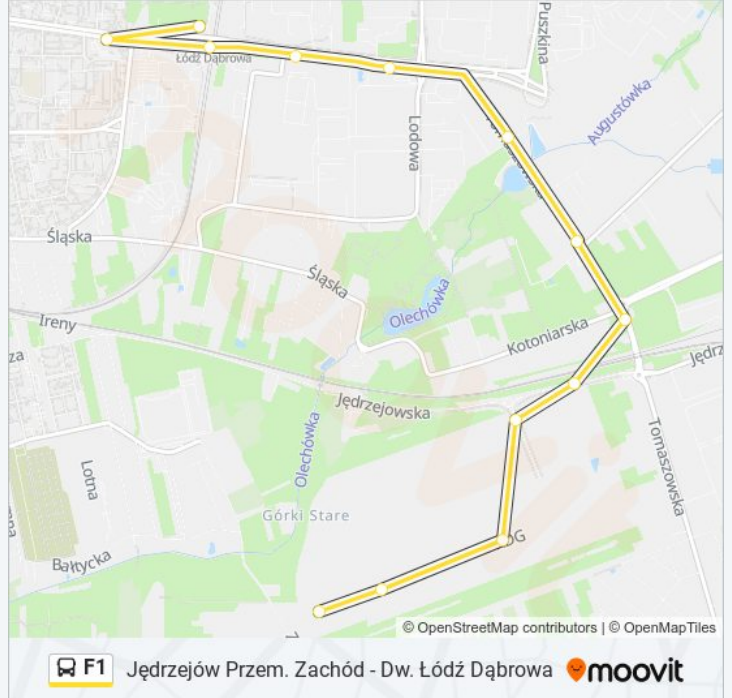 Puszkina
Łódź Dąbrowa
Augustówka
Lodowa
Śląska
Śląska
Olechówka
Ireny
Kotoniarska
Jędrzejowska
Olechówka
Tomaszowska
Lotna
Górki Stare
Bałtycka
© OpenStreetMap contributors | © OpenMapTiles
F1 Jędrzejów Przem. Zachód - Dw. Łódź Dąbrowa moovit